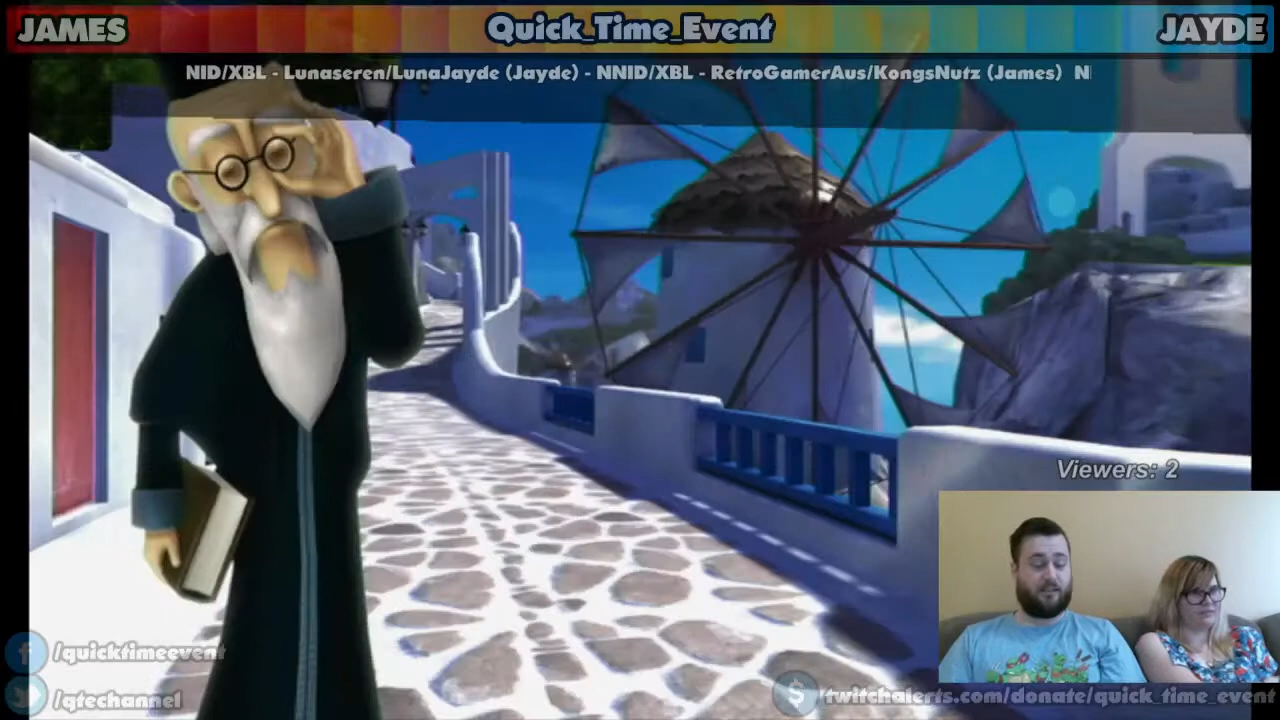 JAMES
Quick_Time_Event
JAYDE
NID/XBL - Lunaseren/LunaJayde (Jayde) - NNID/XBL - RetroGamerAus/KongsNutz (James) N
Viewers: 2
/quicktimeevent
/qtechannel
twitchalerts.com/donate/quick_time_event